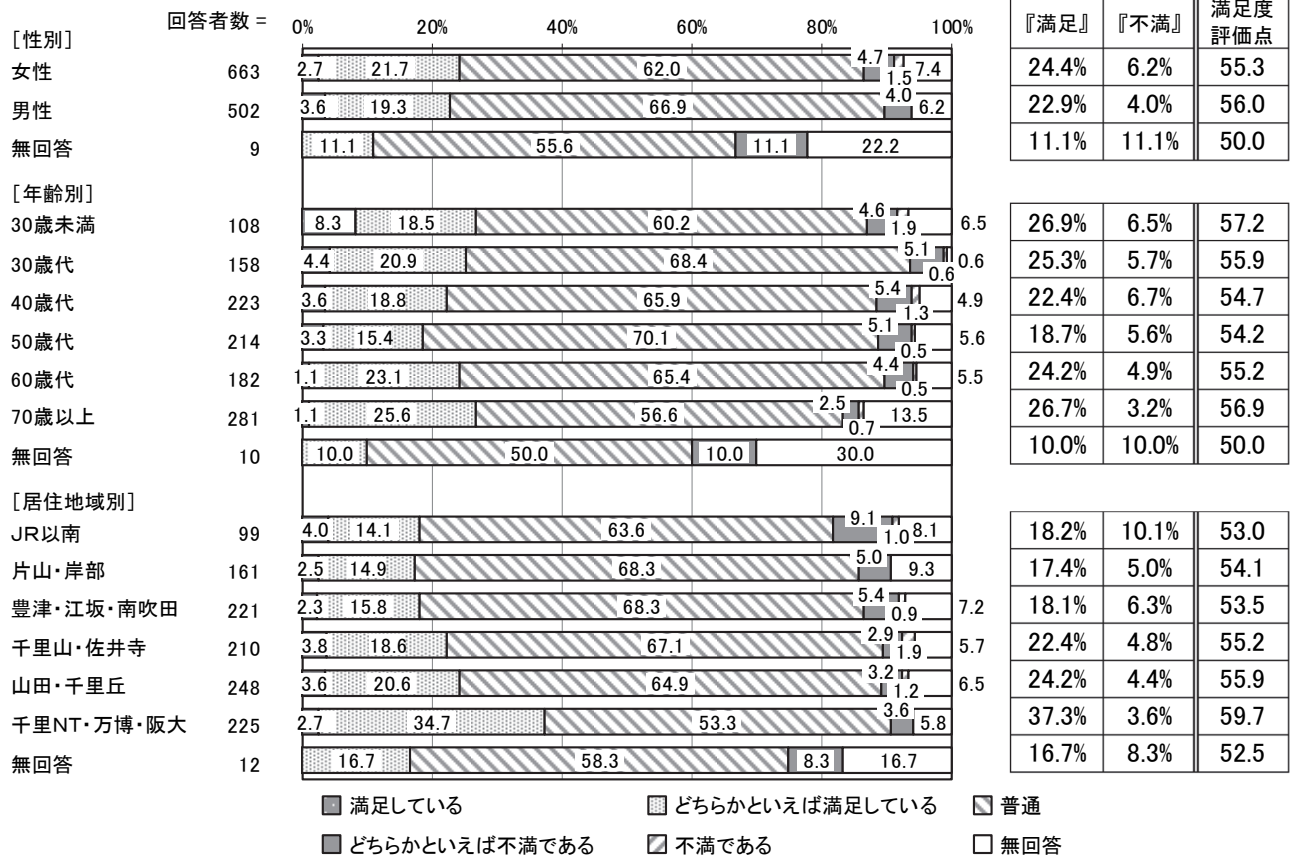 回答者数 = 0% 20% 40% 60% 80% 100% 『満足』 『不満』 満足度評価点
[性別]
女性 663 2.7 21.7 62.0 4.7 1.5 7.4 24.4% 6.2% 55.3
男性 502 3.6 19.3 66.9 4.0 6.2 22.9% 4.0% 56.0
無回答 9 11.1 55.6 11.1 22.2 11.1% 11.1% 50.0
[年齢別]
30歳未満 108 8.3 18.5 60.2 4.6 1.9 6.5 26.9% 6.5% 57.2
30歳代 158 4.4 20.9 68.4 5.1 0.6 0.6 25.3% 5.7% 55.9
40歳代 223 3.6 18.8 65.9 5.4 1.3 4.9 22.4% 6.7% 54.7
50歳代 214 3.3 15.4 70.1 5.1 0.5 5.6 18.7% 5.6% 54.2
60歳代 182 1.1 23.1 65.4 4.4 0.5 5.5 24.2% 4.9% 55.2
70歳以上 281 1.1 25.6 56.6 2.5 0.7 13.5 26.7% 3.2% 56.9
無回答 10 10.0 50.0 10.0 30.0 10.0% 10.0% 50.0
[居住地域別]
JR以南 99 4.0 14.1 63.6 9.1 1.0 8.1 18.2% 10.1% 53.0
片山・岸部 161 2.5 14.9 68.3 5.0 9.3 17.4% 5.0% 54.1
豊津・江坂・南吹田 221 2.3 15.8 68.3 5.4 0.9 7.2 18.1% 6.3% 53.5
千里山・佐井寺 210 3.8 18.6 67.1 2.9 1.9 5.7 22.4% 4.8% 55.2
山田・千里丘 248 3.6 20.6 64.9 3.2 1.2 6.5 24.2% 4.4% 55.9
千里NT・万博・阪大 225 2.7 34.7 53.3 3.6 5.8 37.3% 3.6% 59.7
無回答 12 16.7 58.3 8.3 16.7 16.7% 8.3% 52.5
満足している どちらかといえば満足している 普通
どちらかといえば不満である 不満である 無回答